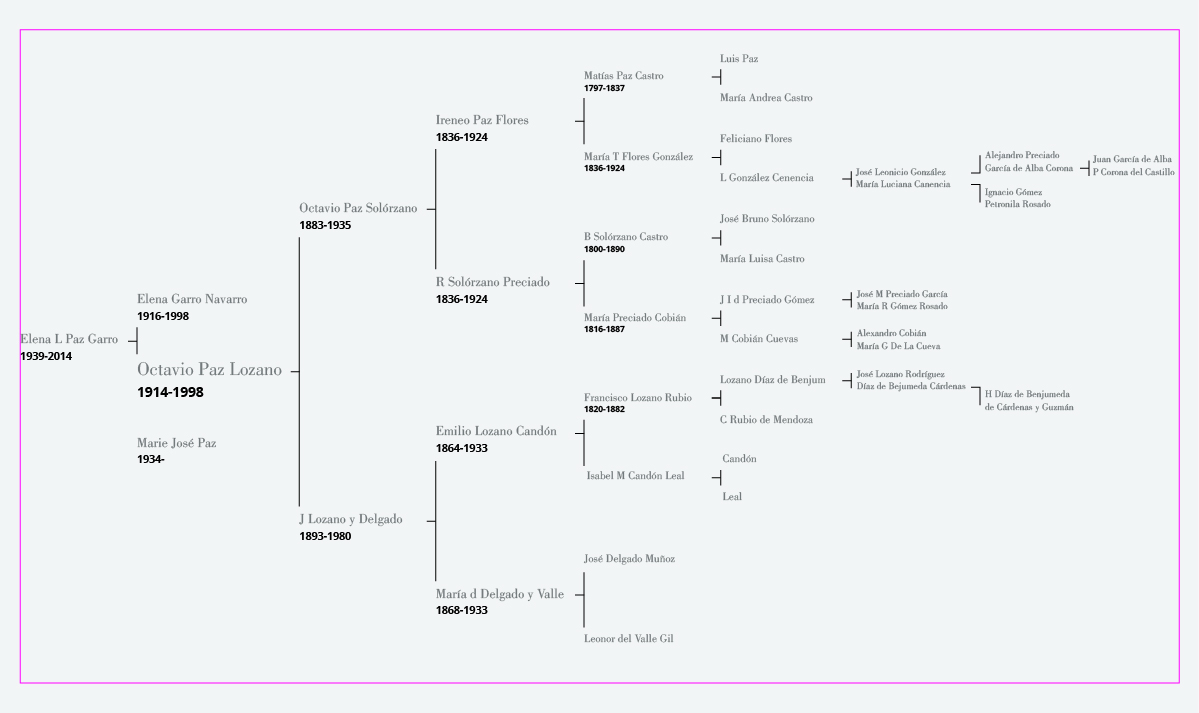 Elena L Paz Garro
1939-2014
Elena Garro Navarro
1916-1998
Octavio Paz Lozano
1914-1998
Marie José Paz
1934-
Octavio Paz Solórzano
1883-1935
J Lozano y Delgado
1893-1980
Ireneo Paz Flores
1836-1924
R Solórzano Preciado
1836-1924
Emilio Lozano Candón
1864-1933
María d Delgado y Valle
1868-1933
Matías Paz Castro
1797-1837
María T Flores González
1836-1924
B Solórzano Castro
1800-1890
María Preciado Cobián
1816-1887
Francisco Lozano Rubio
1820-1882
Isabel M Candón Leal
José Delgado Muñoz
Leonor del Valle Gil
Luis Paz
María Andrea Castro
Feliciano Flores
L González Cenencia
José Bruno Solórzano
María Luisa Castro
J I d Preciado Gómez
M Cobián Cuevas
Lozano Díaz de Benjum
C Rubio de Mendoza
Candón
Leal
José Leonicio González
María Luciana Canencia
José M Preciado García
María R Gómez Rosado
Alexandro Cobián
María G De La Cueva
José Lozano Rodríguez
Díaz de Bejumeda Cárdenas
Alejandro Preciado
García de Alba Corona
Ignacio Gómez
Petronila Rosado
H Díaz de Benjumeda
de Cárdenas y Guzmán
Juan García de Alba
P Corona del Castillo